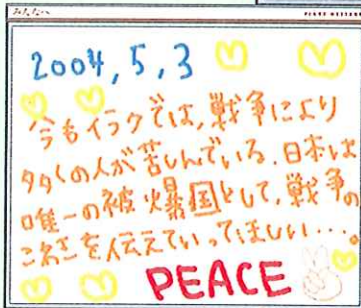 みなさんへ
2004,5,3
今もイラクでは,戦争により
多くの人が苦しんでいる.日本は
唯一の被爆国として,戦争の
こわさを伝えていってほしい・・・。
PEACE